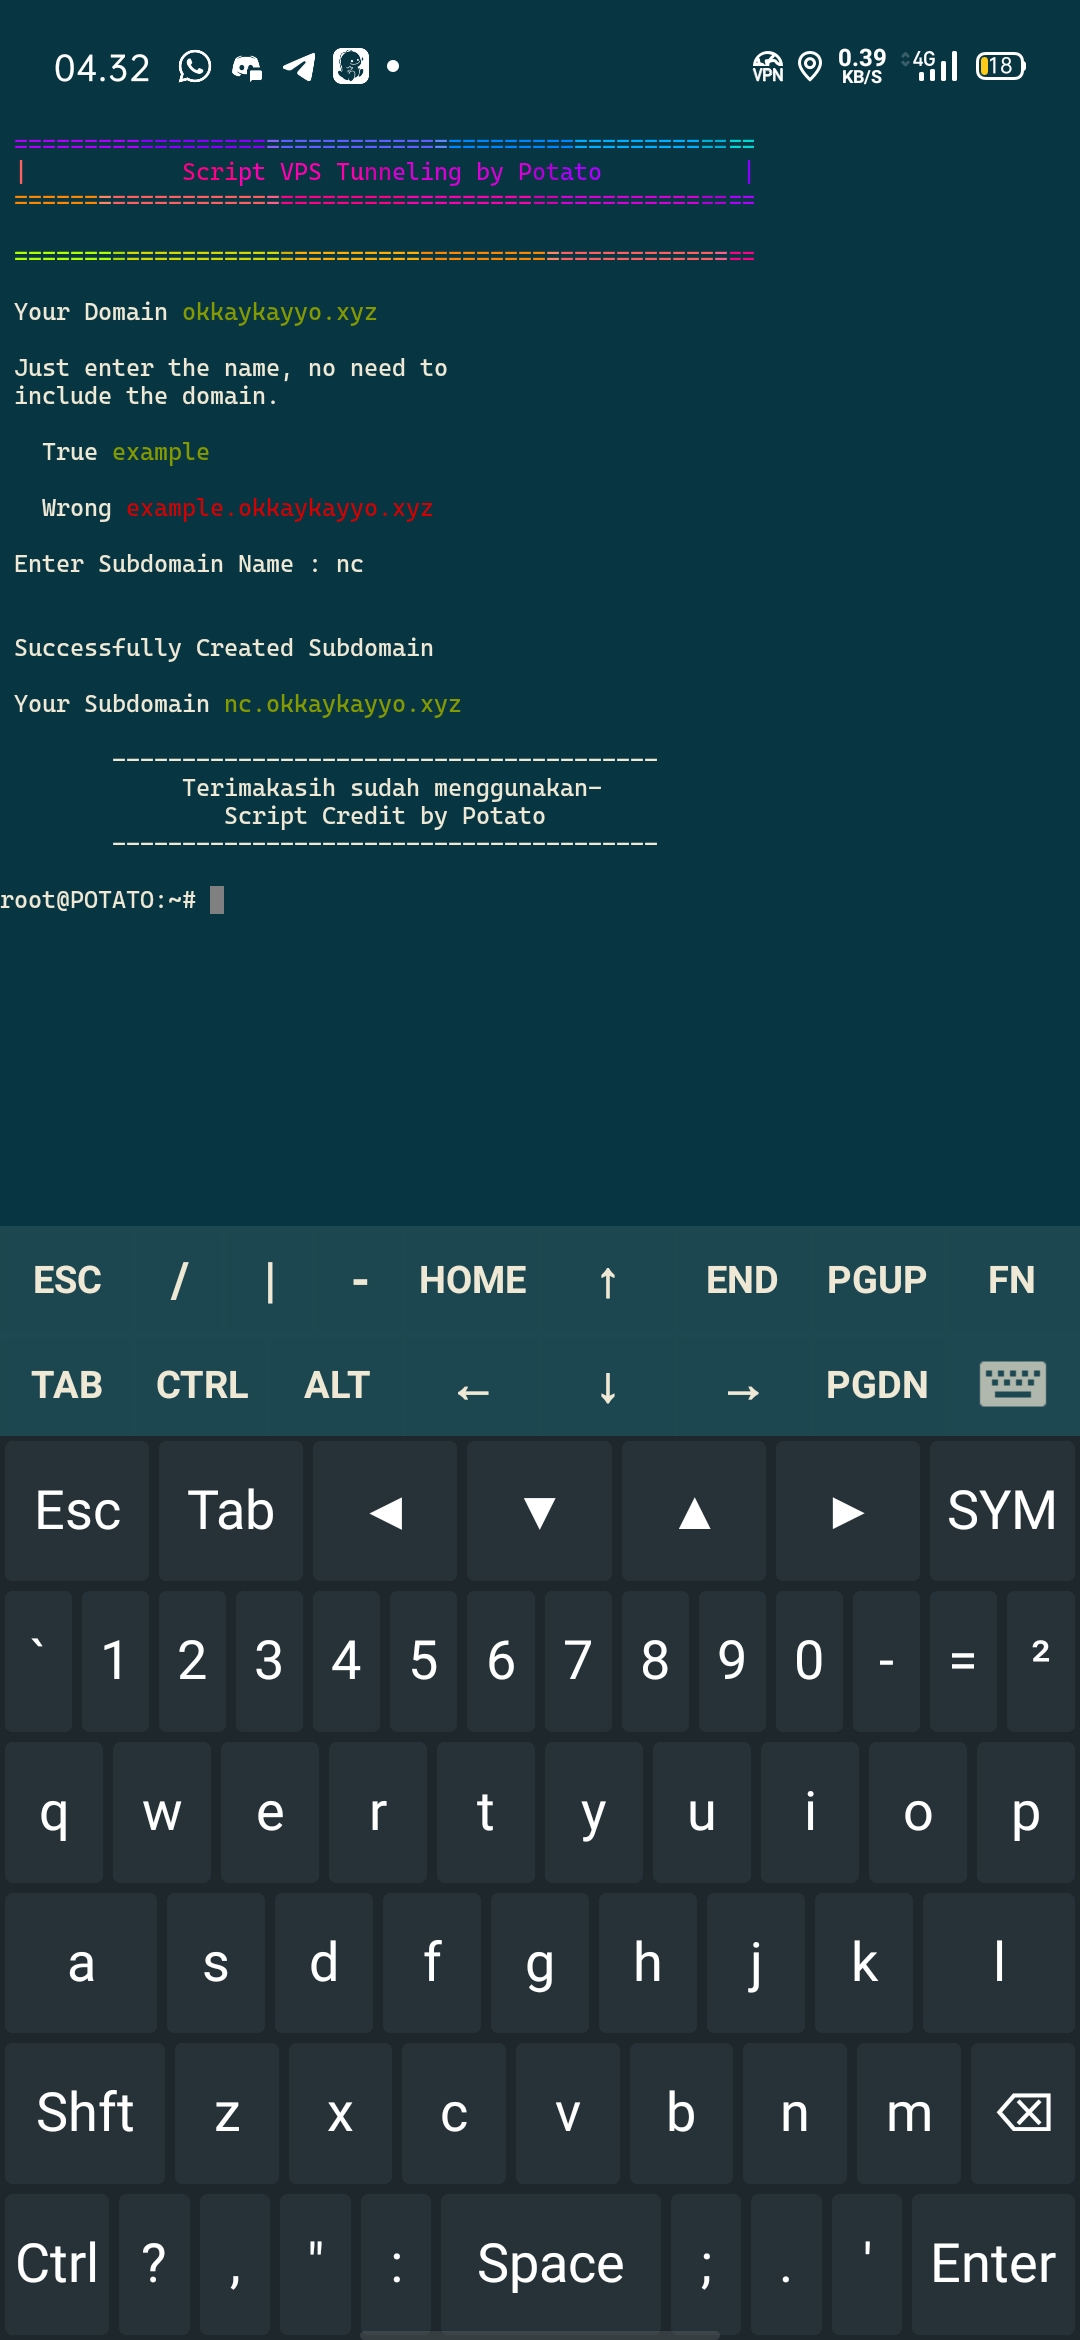 04.32 VPN 0.39 KB/S 4G 18
=====================================================
| Script VPS Tunneling by Potato |
=====================================================
=====================================================
Your Domain okkaykayyo.xyz
Just enter the name, no need to
include the domain.
True example
Wrong example.okkaykayyo.xyz
Enter Subdomain Name : nc
Successfully Created Subdomain
Your Subdomain nc.okkaykayyo.xyz
---------------------------------------
Terimakasih sudah menggunakan-
Script Credit by Potato
---------------------------------------
root@POTATO:~#
ESC / | - HOME ↑ END PGUP FN
TAB CTRL ALT ← ↓ → PGDN
Esc Tab ◀ ▼ ▲ ▶ SYM
` 1 2 3 4 5 6 7 8 9 0 - = ²
q w e r t y u i o p
a s d f g h j k l
Shft z x c v b n m
Ctrl ? , " : Space ; . ' Enter